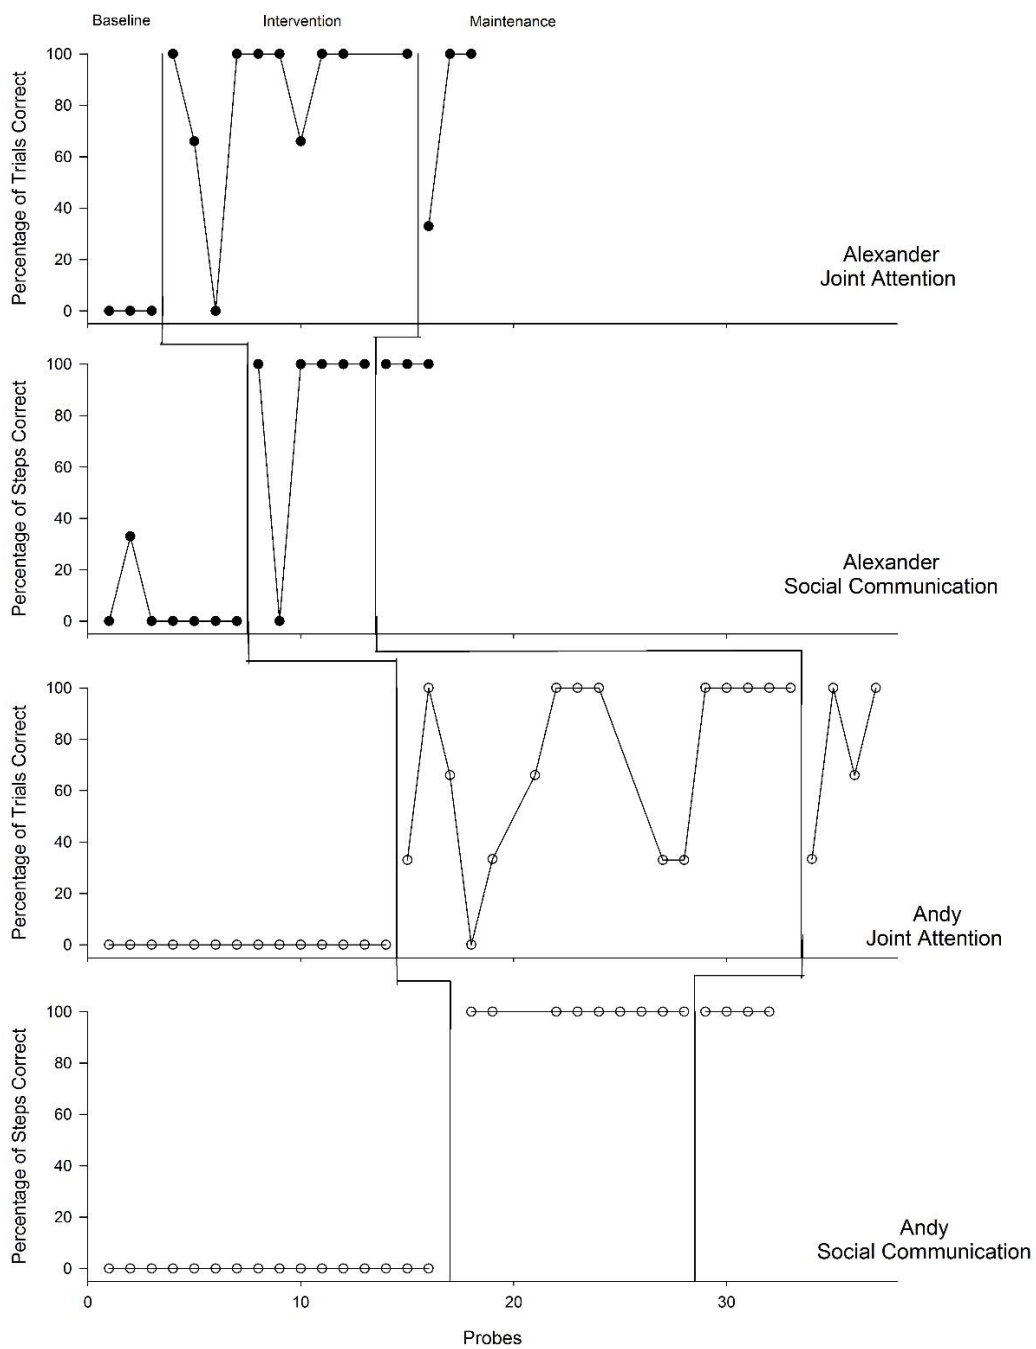 Baseline Intervention Maintenance
Percentage of Trials Correct
100
80
60
40
20
0
Alexander
Joint Attention
Percentage of Steps Correct
100
80
60
40
20
0
Alexander
Social Communication
Percentage of Trials Correct
100
80
60
40
20
0
Andy
Joint Attention
Percentage of Steps Correct
100
80
60
40
20
0
Andy
Social Communication
0 10 20 30
Probes